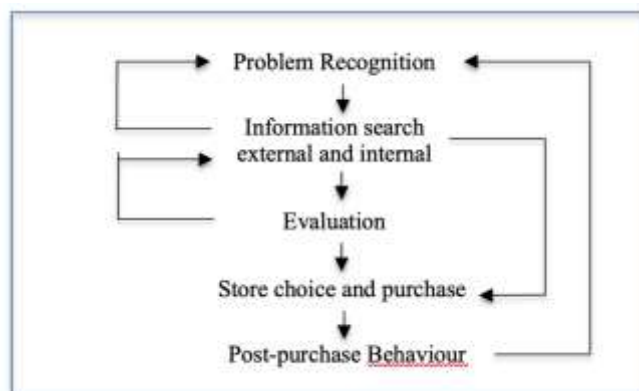 Problem Recognition
Information search
external and internal
Evaluation
Store choice and purchase
Post-purchase Behaviour